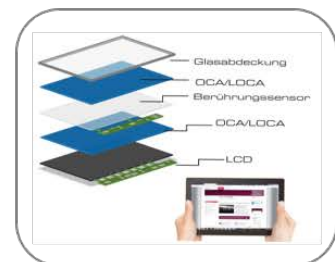 Glasabdeckung
OCA/LOCA
Berührungssensor
OCA/LOCA
LCD